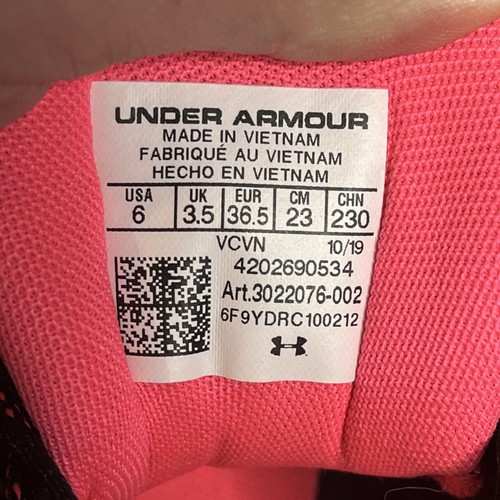 UNDER ARMOUR
MADE IN VIETNAM
FABRIQUÉ AU VIETNAM
HECHO EN VIETNAM
USA UK EUR CM CHN
6 3.5 36.5 23 230
VCVN 10/19
4202690534
Art.3022076-002
6F9YDRC100212